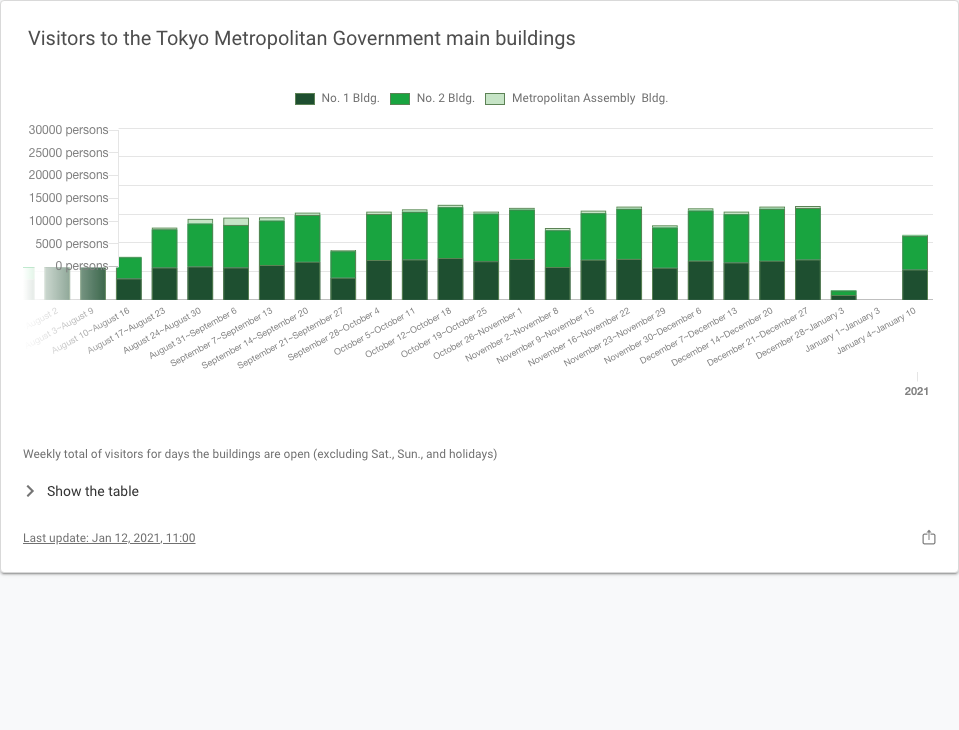 Visitors to the Tokyo Metropolitan Government main buildings
No. 1 Bldg. No. 2 Bldg. Metropolitan Assembly Bldg.
30000 persons
25000 persons
20000 persons
15000 persons
10000 persons
5000 persons
0 persons
August 10~August 16
August 17~August 23
August 24~August 30
August 31~September 6
September 7~September 13
September 14~September 20
September 21~September 27
September 28~October 4
October 5~October 11
October 12~October 18
October 19~October 25
October 26~November 1
November 2~November 8
November 9~November 15
November 16~November 22
November 23~November 29
November 30~December 6
December 7~December 13
December 14~December 20
December 21~December 27
December 28~January 3
January 1~January 3
January 4~January 10
2021
Weekly total of visitors for days the buildings are open (excluding Sat., Sun., and holidays)
Show the table
Last update: Jan 12, 2021, 11:00